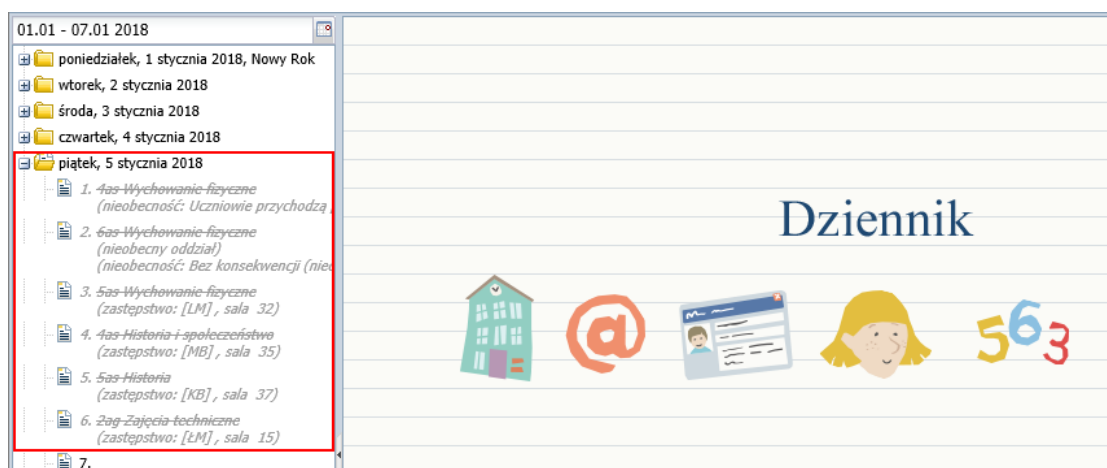 01.01 - 07.01 2018
poniedziałek, 1 stycznia 2018, Nowy Rok
wtorek, 2 stycznia 2018
środa, 3 stycznia 2018
czwartek, 4 stycznia 2018
piątek, 5 stycznia 2018
1. 4as Wychowanie fizyczne
(nieobecność: Uczniowie przychodzą
2. 6as Wychowanie fizyczne
(nieobecny oddział)
(nieobecność: Bez konsekwencji
3. 5as Wychowanie fizyczne
(zastępstwo: [LM] , sala 32)
4. 4as Historia i społeczeństwo
(zastępstwo: [MB] , sala 35)
5. 5as Historia
(zastępstwo: [KB] , sala 37)
6. 2ag Zajęcia techniczne
(zastępstwo: [ŁM] , sala 15)
7.
Dziennik
@
563